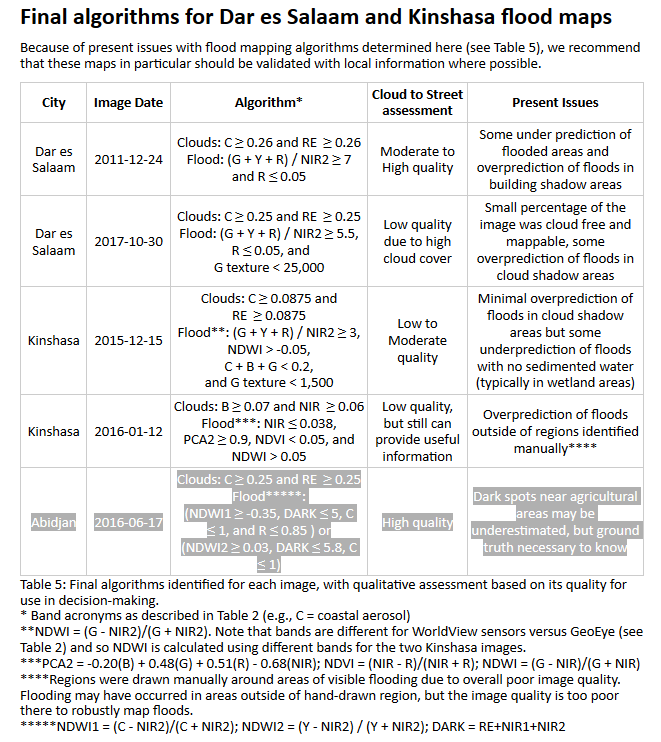 Final algorithms for Dar es Salaam and Kinshasa flood maps
Because of present issues with flood mapping algorithms determined here (see Table 5), we recommend
that these maps in particular should be validated with local information where possible.
City
Image Date
Algorithm*
Cloud to Street
assessment
Present Issues
Dar es
Salaam
2011-12-24
Clouds: C ≥ 0.26 and RE ≥ 0.26
Flood: (G + Y + R) / NIR2 ≥ 7
and R ≤ 0.05
Moderate to
High quality
Some under prediction of
flooded areas and
overprediction of floods in
building shadow areas
Dar es
Salaam
2017-10-30
Clouds: C ≥ 0.25 and RE ≥ 0.25
Flood: (G + Y + R) / NIR2 ≥ 5.5,
R ≤ 0.05, and
G texture < 25,000
Low quality
due to high
cloud cover
Small percentage of the
image was cloud free and
mappable, some
overprediction of floods in
cloud shadow areas
Kinshasa
2015-12-15
Clouds: C ≥ 0.0875 and
RE ≥ 0.0875
Flood**: (G + Y + R) / NIR2 ≥ 3,
NDWI > -0.05,
C + B + G < 0.2,
and G texture < 1,500
Low to
Moderate
quality
Minimal overprediction of
floods in cloud shadow
areas but some
underprediction of floods
with no sedimented water
(typically in wetland areas)
Kinshasa
2016-01-12
Clouds: B ≥ 0.07 and NIR ≥ 0.06
Flood***: NIR ≤ 0.038,
PCA2 ≥ 0.9, NDVI < 0.05, and
NDWI > 0.05
Low quality,
but still can
provide useful
information
Overprediction of floods
outside of regions identified
manually****
Abidjan
2016-06-17
Clouds: C ≥ 0.25 and RE ≥ 0.25
Flood*****:
(NDWI1 ≥ -0.35, DARK ≤ 5, C
≤ 1, and R ≤ 0.85 ) or
(NDWI2 ≥ 0.03, DARK ≤ 5.8, C
≤ 1)
High quality
Dark spots near agricultural
areas may be
underestimated, but ground
truth necessary to know
Table 5: Final algorithms identified for each image, with qualitative assessment based on its quality for
use in decision-making.
* Band acronyms as described in Table 2 (e.g., C = coastal aerosol)
**NDWI = (G - NIR2)/(G + NIR2). Note that bands are different for WorldView sensors versus GeoEye (see
Table 2) and so NDWI is calculated using different bands for the two Kinshasa images.
***PCA2 = -0.20(B) + 0.48(G) + 0.51(R) - 0.68(NIR); NDVI = (NIR - R)/(NIR + R); NDWI = (G - NIR)/(G + NIR)
****Regions were drawn manually around areas of visible flooding due to overall poor image quality.
Flooding may have occurred in areas outside of hand-drawn region, but the image quality is too poor
there to robustly map floods.
*****NDWI1 = (C - NIR2)/(C + NIR2); NDWI2 = (Y - NIR2) / (Y + NIR2); DARK = RE+NIR1+NIR2